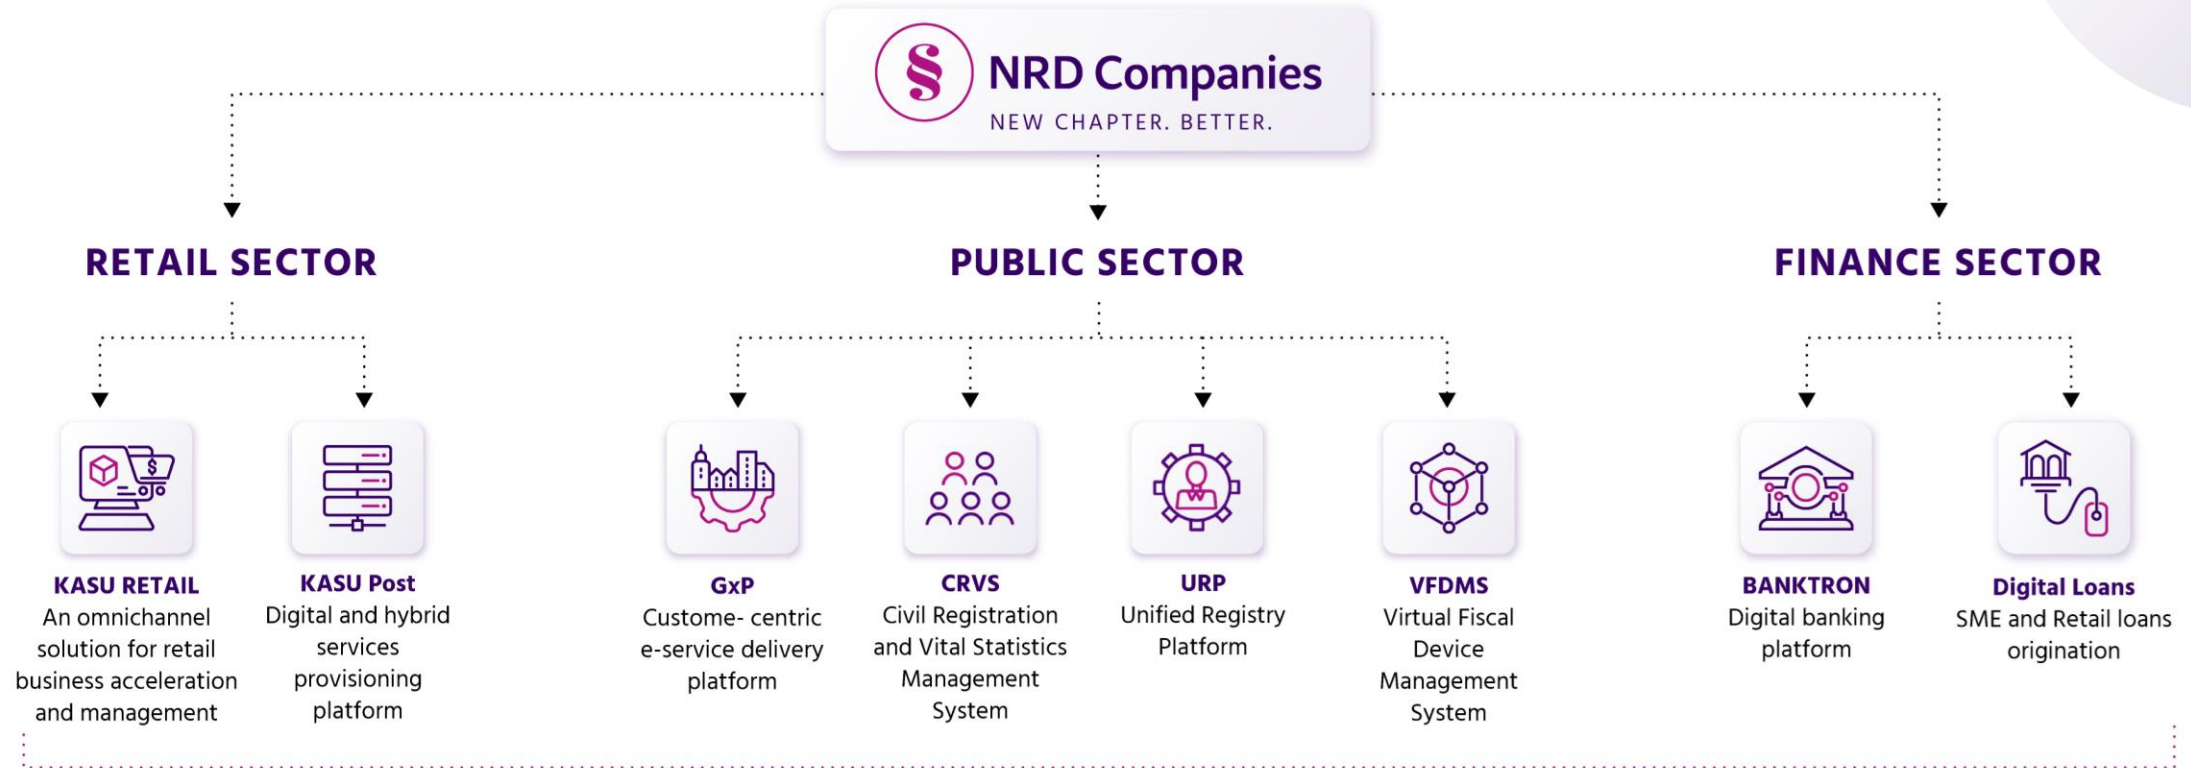 § NRD Companies
NEW CHAPTER. BETTER.
RETAIL SECTOR
KASU RETAIL
An omnichannel
solution for retail
business acceleration
and management
KASU Post
Digital and hybrid
services
provisioning
platform
PUBLIC SECTOR
GxP
Custome- centric
e-service delivery
platform
CRVS
Civil Registration
and Vital Statistics
Management
System
URP
Unified Registry
Platform
VFDMS
Virtual Fiscal
Device
Management
System
FINANCE SECTOR
BANKTRON
Digital banking
platform
Digital Loans
SME and Retail loans
origination